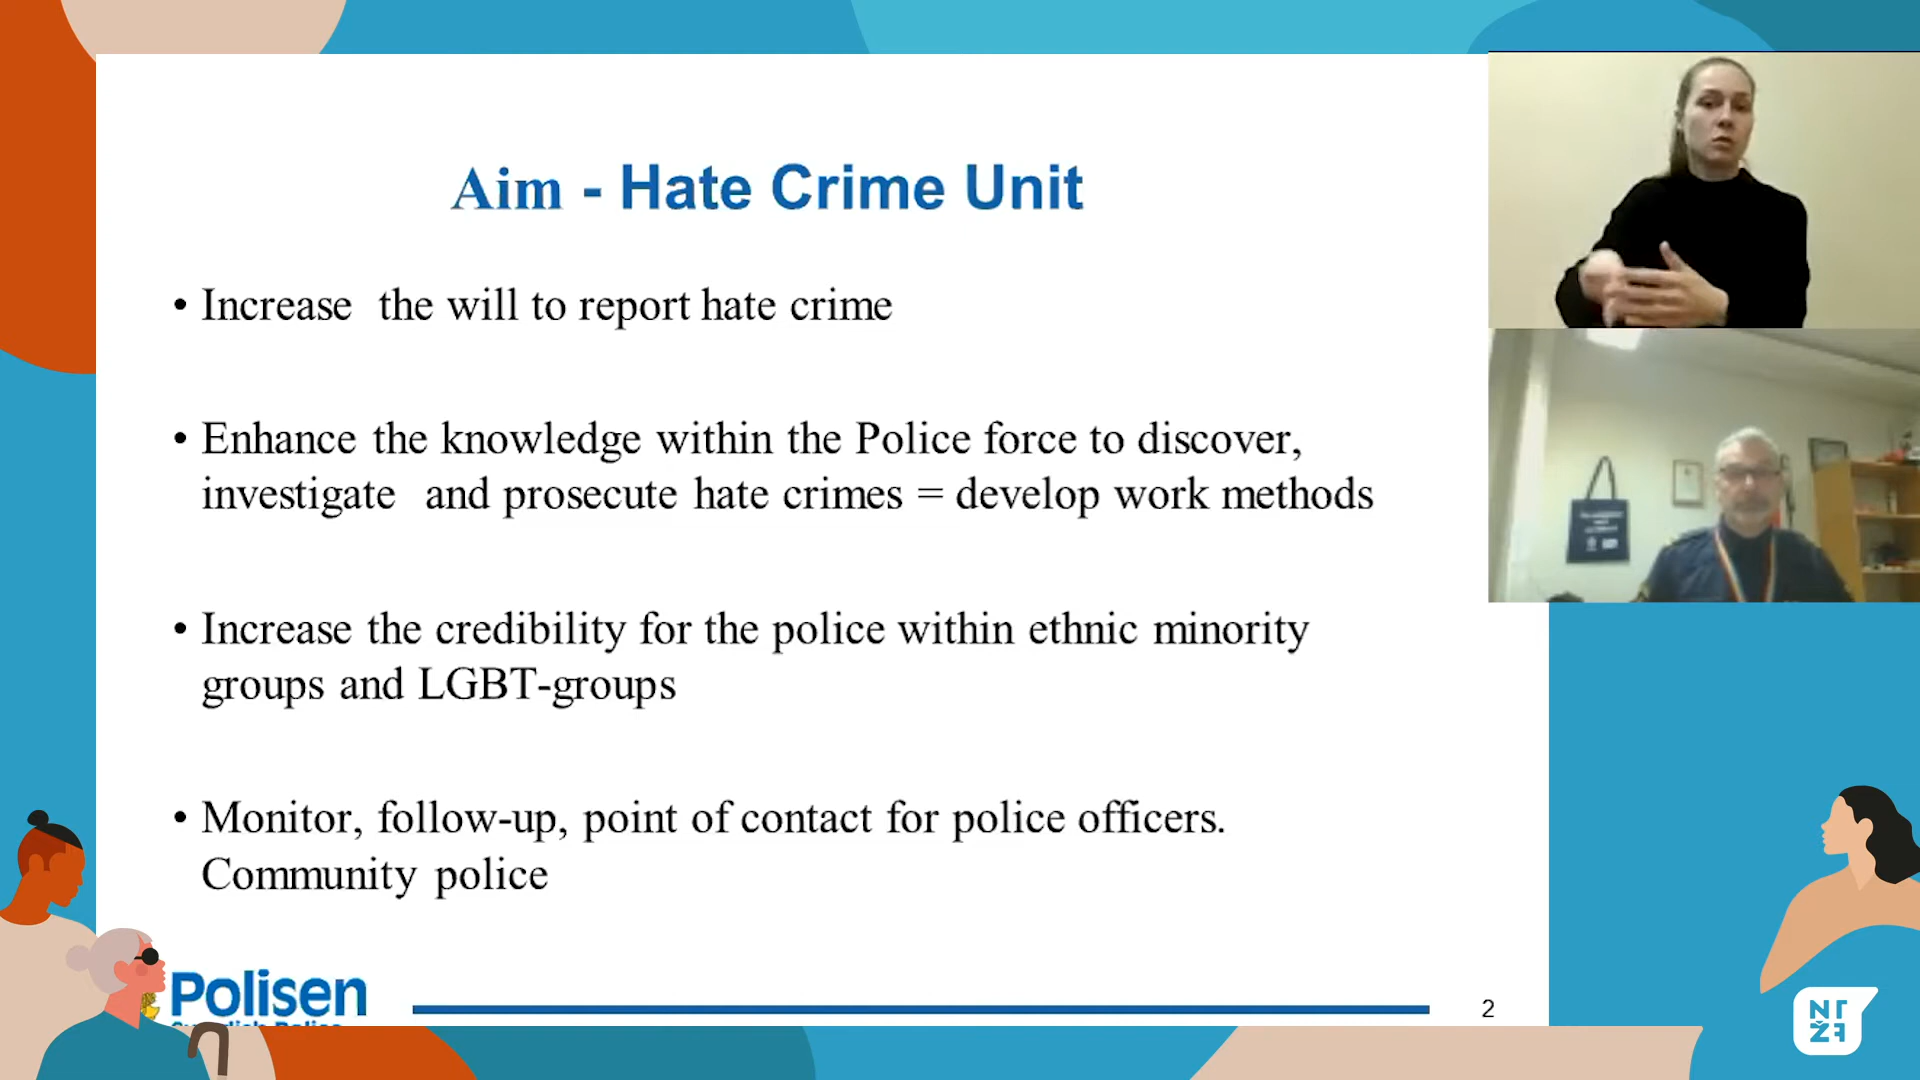 Aim - Hate Crime Unit
• Increase the will to report hate crime
• Enhance the knowledge within the Police force to discover,
investigate and prosecute hate crimes = develop work methods
• Increase the credibility for the police within ethnic minority
groups and LGBT-groups
• Monitor, follow-up, point of contact for police officers.
Community police
Polisen
2